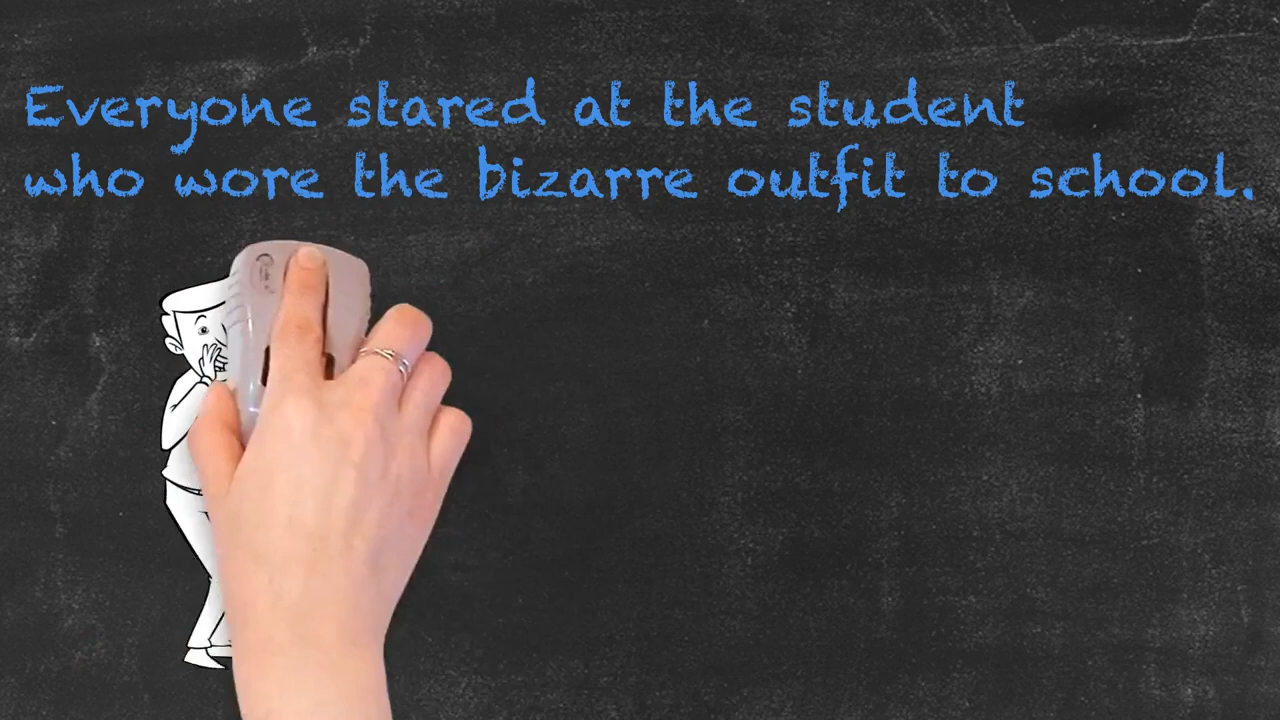 Everyone stared at the student
who wore the bizarre outfit to school.